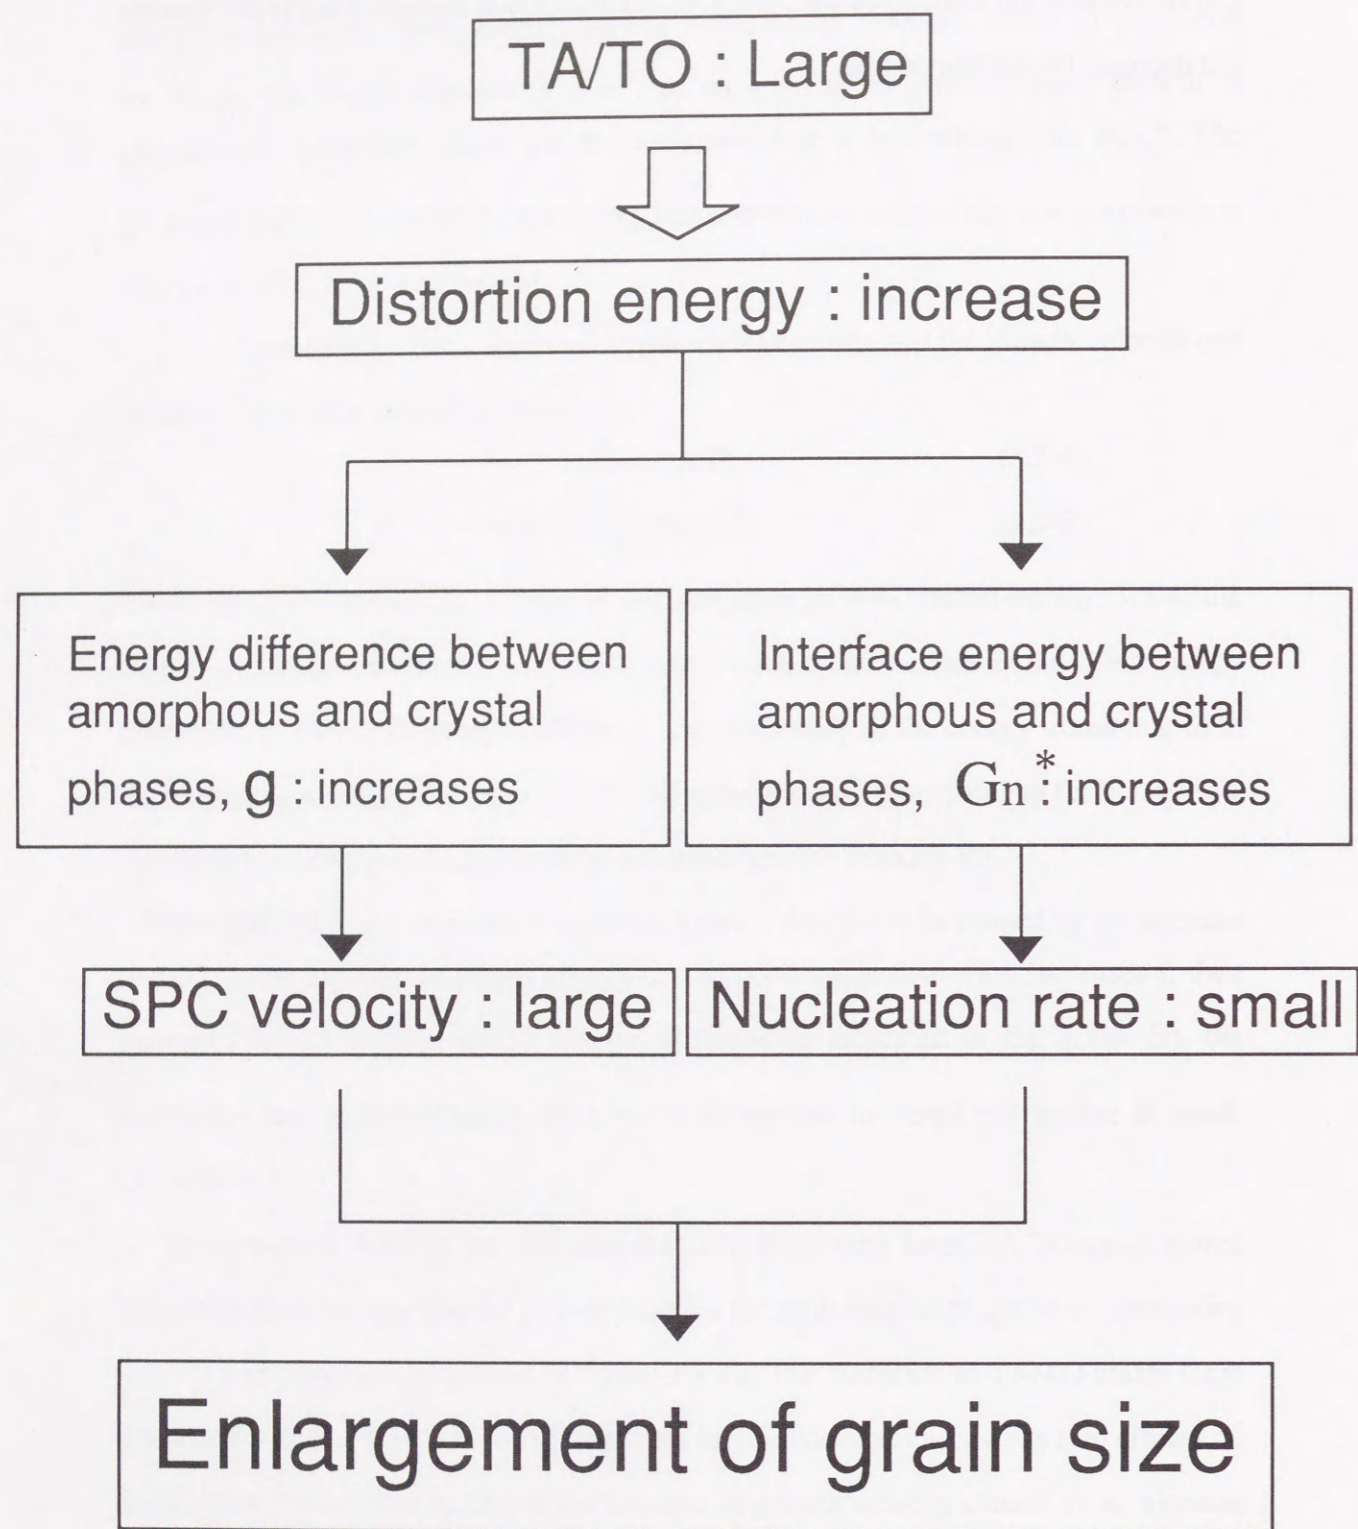 TA/TO : Large
Distortion energy : increase
Energy difference between
amorphous and crystal
phases, g : increases
Interface energy between
amorphous and crystal
phases, Gn* : increases
SPC velocity : large
Nucleation rate : small
Enlargement of grain size